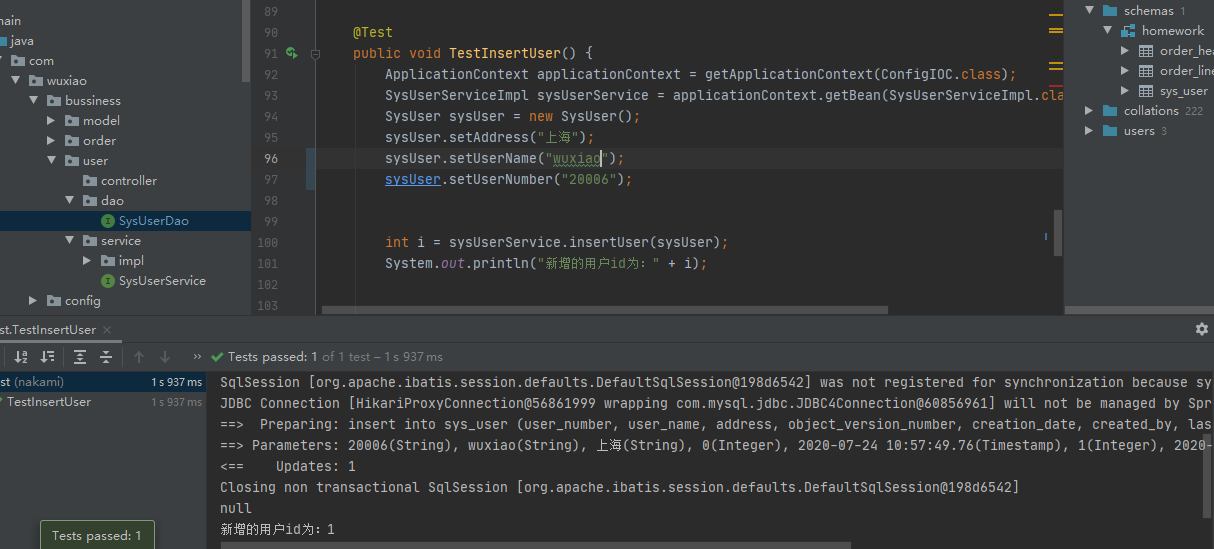 main
java
com
wuxiao
bussiness
model
order
user
controller
dao
SysUserDao
service
impl
SysUserService
config
89
90 @Test
91 public void TestInsertUser() {
92 ApplicationContext applicationContext = getApplicationContext(ConfigIOC.class);
93 SysUserServiceImpl sysUserService = applicationContext.getBean(SysUserServiceImpl.cla
94 SysUser sysUser = new SysUser();
95 sysUser.setAddress("上海");
96 sysUser.setUserName("wuxiao");
97 sysUser.setUserNumber("20006");
98
99
100 int i = sysUserService.insertUser(sysUser);
101 System.out.println("新增的用户id为：" + i);
102
103
schemas 1
homework
order_hea
order_line
sys_user
collations 222
users 3
st.TestInsertUser ×
» Tests passed: 1 of 1 test – 1 s 937 ms
st (nakami) 1 s 937 ms
TestInsertUser 1 s 937 ms
SqlSession [org.apache.ibatis.session.defaults.DefaultSqlSession@198d6542] was not registered for synchronization because sy
JDBC Connection [HikariProxyConnection@56861999 wrapping com.mysql.jdbc.JDBC4Connection@60856961] will not be managed by Spr
==> Preparing: insert into sys_user (user_number, user_name, address, object_version_number, creation_date, created_by, las
==> Parameters: 20006(String), wuxiao(String), 上海(String), 0(Integer), 2020-07-24 10:57:49.76(Timestamp), 1(Integer), 2020-
<== Updates: 1
Closing non transactional SqlSession [org.apache.ibatis.session.defaults.DefaultSqlSession@198d6542]
null
新增的用户id为：1
Tests passed: 1